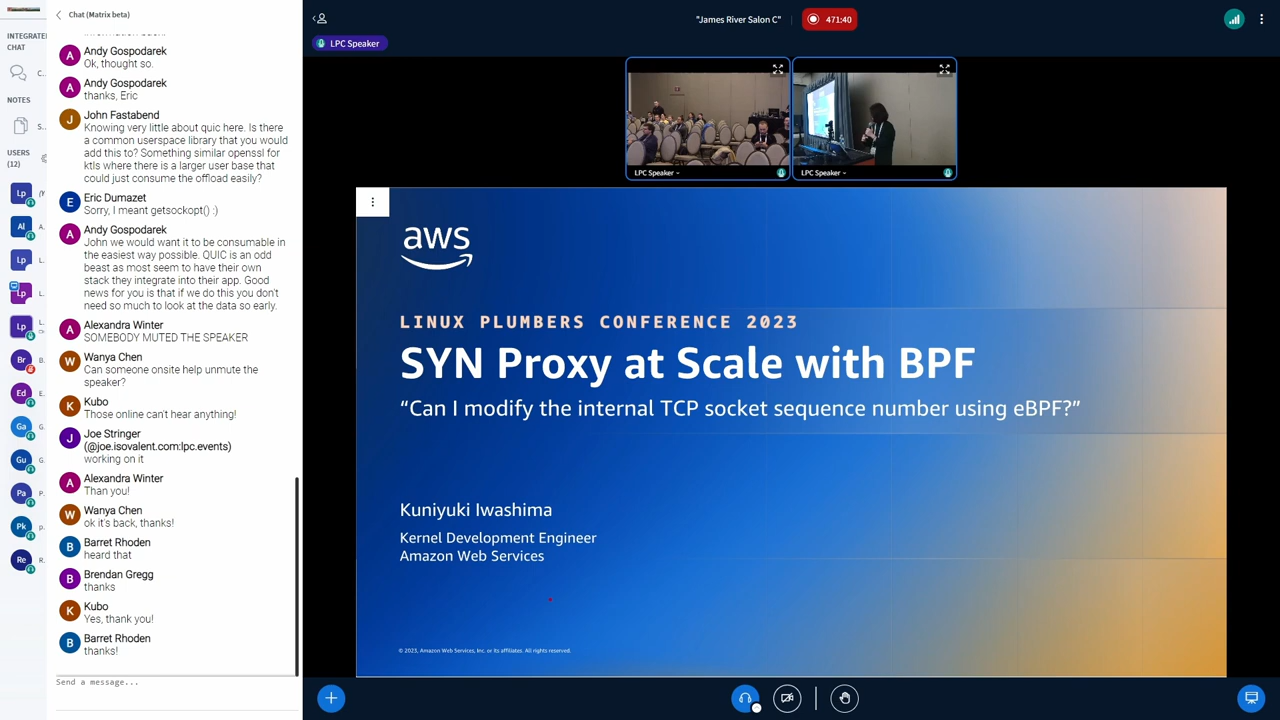 Chat (Matrix beta)
INTEGRATE
CHAT
C...
NOTES
S...
USERS
(12)
Andy Gospodarek
Ok, thought so.
Andy Gospodarek
thanks, Eric
John Fastabend
Knowing very little about quic here. Is there
a common userspace library that you would
add this to? Something similar openssl for
ktls where there is a larger user base that
could just consume the offload easily?
Eric Dumazet
Sorry, I meant getsockopt() :)
Andy Gospodarek
John we would want it to be consumable in
the easiest way possible. QUIC is an odd
beast as most seem to have their own
stack they integrate into their app. Good
news for you is that if we do this you don't
need so much to look at the data so early.
Alexandra Winter
SOMEBODY MUTED THE SPEAKER
Wanya Chen
Can someone onsite help unmute the
speaker?
Kubo
Those online can't hear anything!
Joe Stringer
(@joe.isovalent.com:lpc.events)
working on it
Alexandra Winter
Than you!
Wanya Chen
ok it's back, thanks!
Barret Rhoden
heard that
Brendan Gregg
thanks
Kubo
Yes, thank you!
Barret Rhoden
thanks!
Send a message...
"James River Salon C"
471:40
LPC Speaker
LPC Speaker
LPC Speaker
aws
LINUX PLUMBERS CONFERENCE 2023
SYN Proxy at Scale with BPF
“Can I modify the internal TCP socket sequence number using eBPF?”
Kuniyuki Iwashima
Kernel Development Engineer
Amazon Web Services
© 2023, Amazon Web Services, Inc. or its affiliates. All rights reserved.